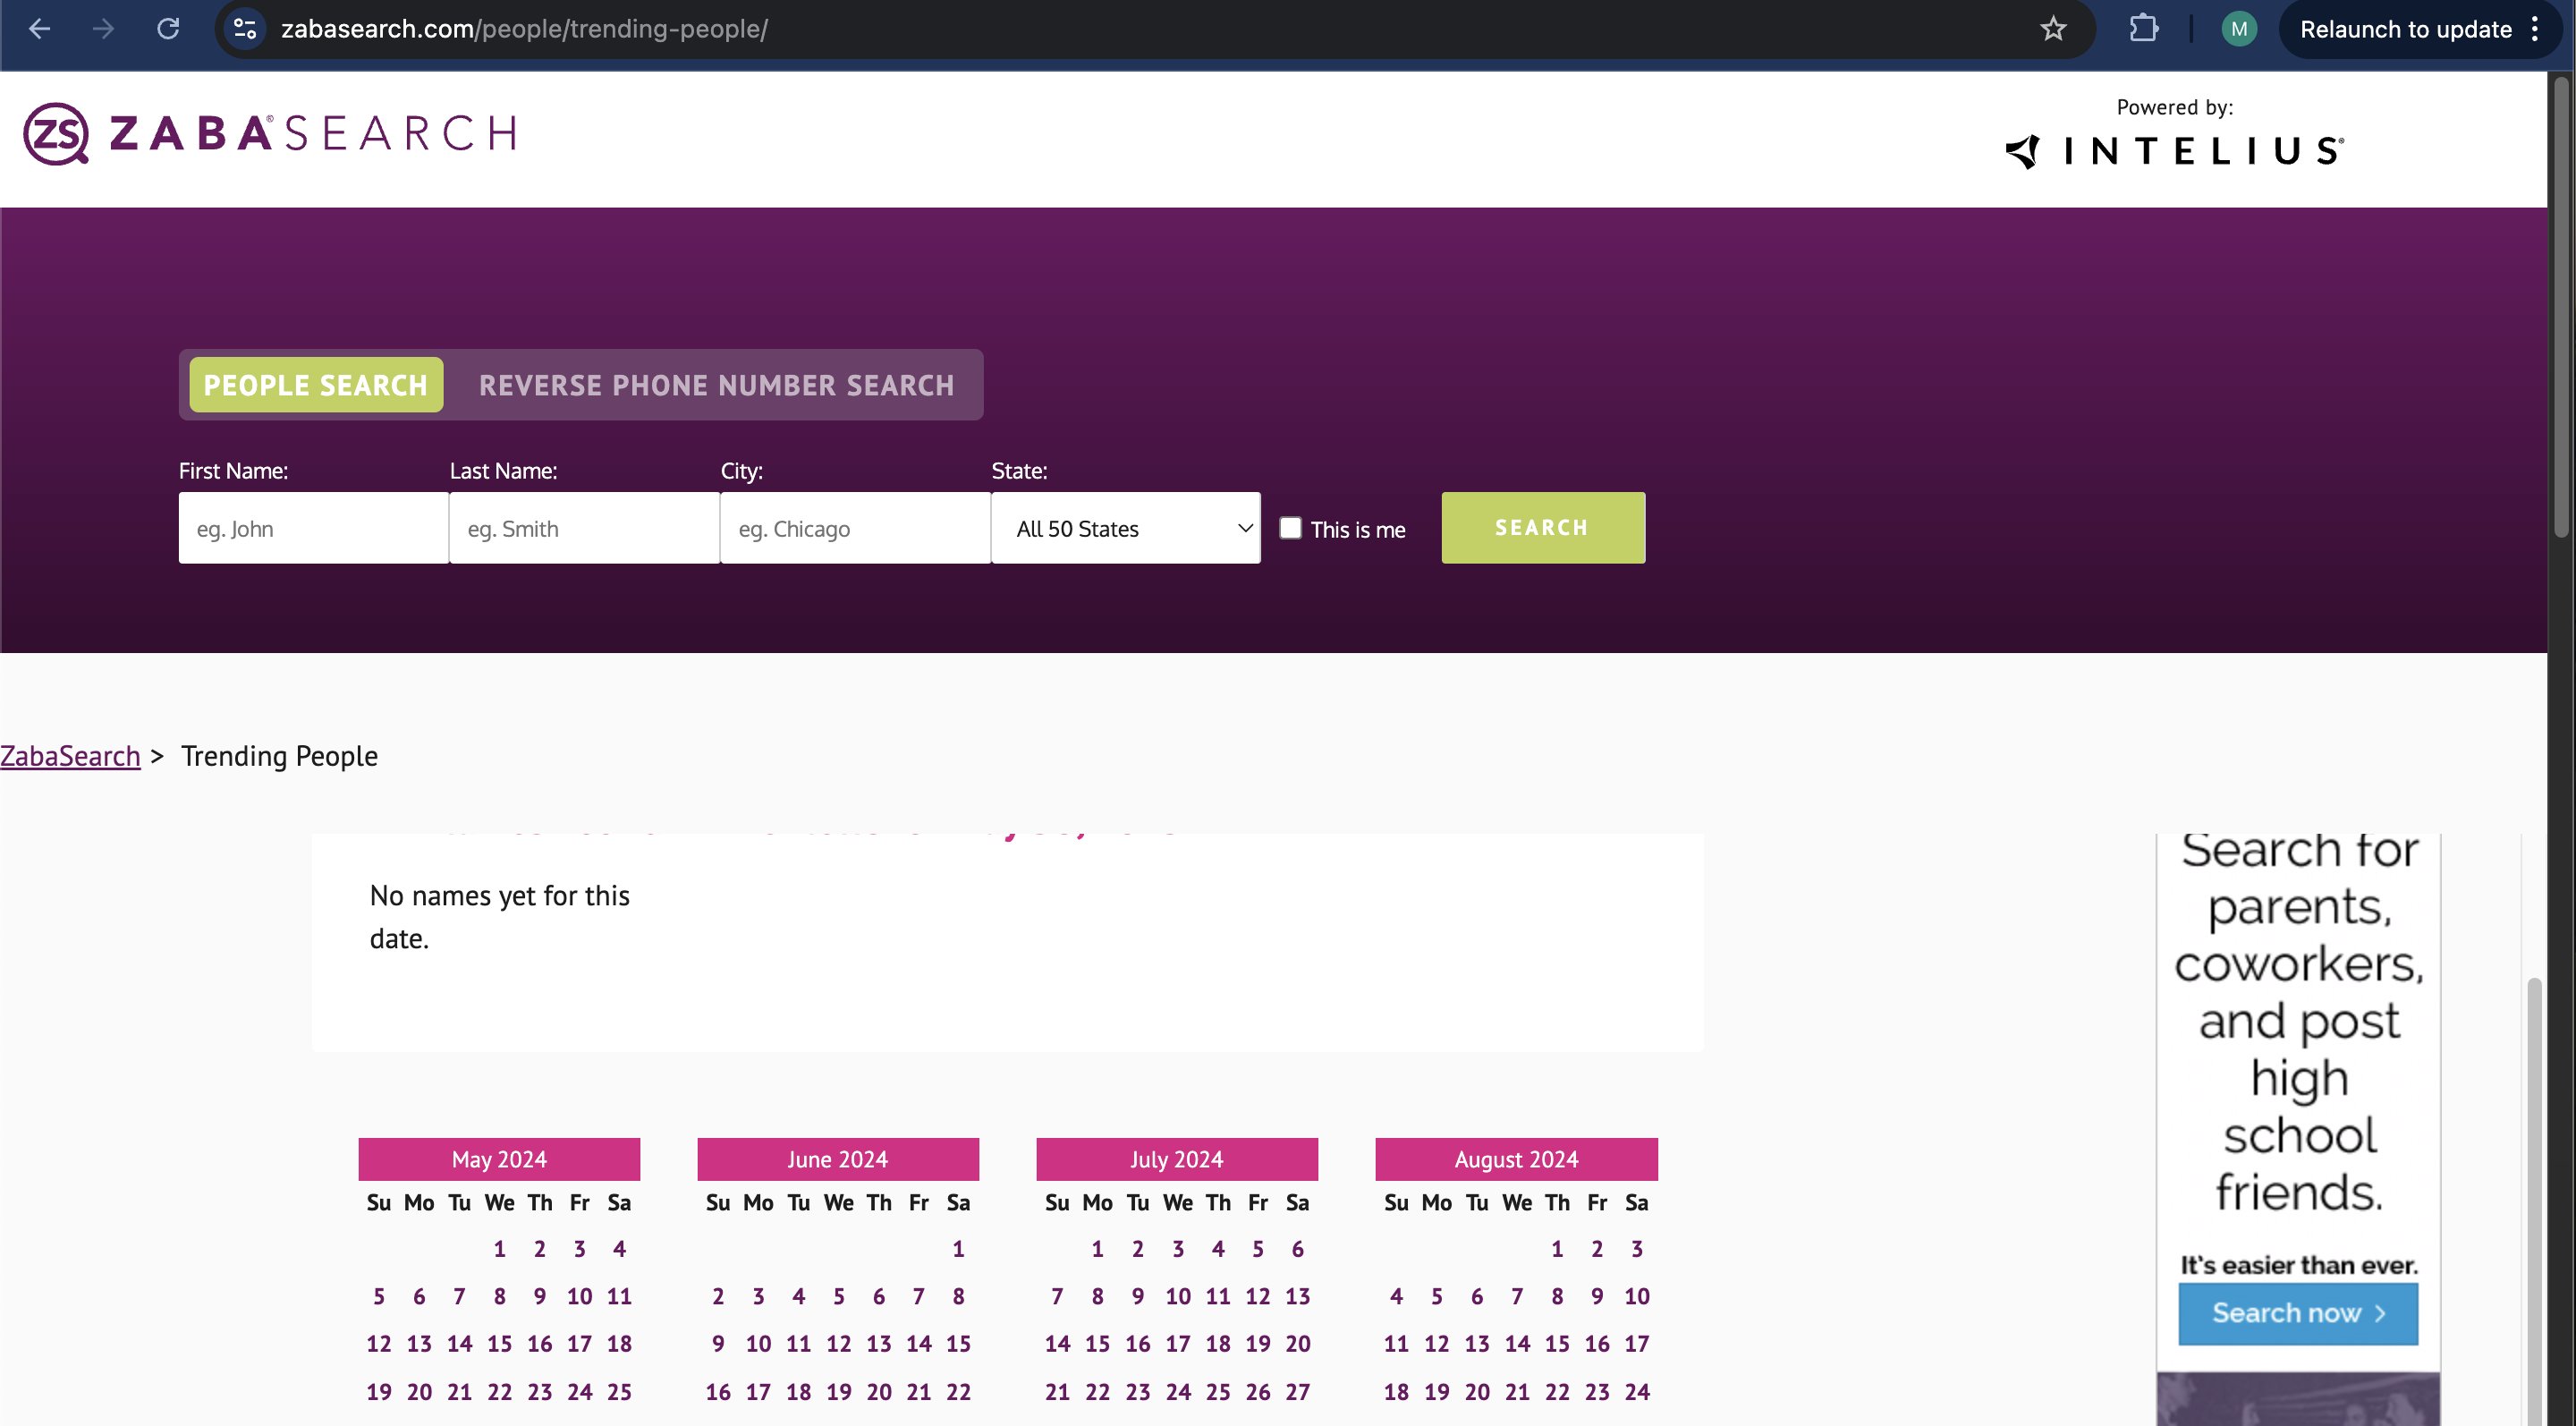 zabasearch.com/people/trending-people/
M
Relaunch to update
ZS ZABA®SEARCH
Powered by:
INTELIUS®
PEOPLE SEARCH REVERSE PHONE NUMBER SEARCH
First Name: Last Name: City: State:
eg. John eg. Smith eg. Chicago All 50 States This is me SEARCH
ZabaSearch > Trending People
No names yet for this
date.
May 2024 June 2024 July 2024 August 2024
Su Mo Tu We Th Fr Sa Su Mo Tu We Th Fr Sa Su Mo Tu We Th Fr Sa Su Mo Tu We Th Fr Sa
1 2 3 4 1 1 2 3 4 5 6 1 2 3
5 6 7 8 9 10 11 2 3 4 5 6 7 8 7 8 9 10 11 12 13 4 5 6 7 8 9 10
12 13 14 15 16 17 18 9 10 11 12 13 14 15 14 15 16 17 18 19 20 11 12 13 14 15 16 17
19 20 21 22 23 24 25 16 17 18 19 20 21 22 21 22 23 24 25 26 27 18 19 20 21 22 23 24
Search for
parents,
coworkers,
and post
high
school
friends.
It's easier than ever.
Search now >